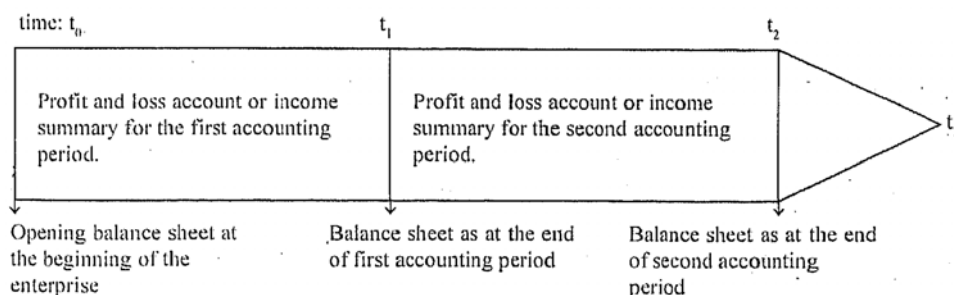 time: t₀
t₁
t₂
Profit and loss account or income
summary for the first accounting
period.
Profit and loss account or income
summary for the second accounting
period.
t
Opening balance sheet at
the beginning of the
enterprise
Balance sheet as at the end
of first accounting period
Balance sheet as at the end
of second accounting
period